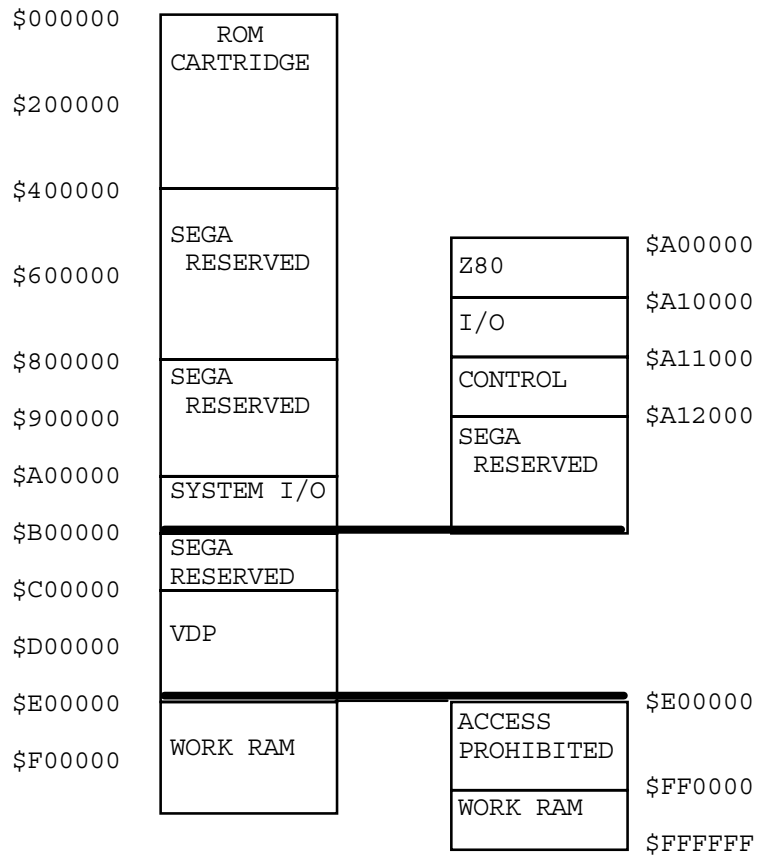 $000000
ROM
CARTRIDGE
$200000
$400000
SEGA
RESERVED
$600000
$800000
SEGA
RESERVED
$900000
$A00000
SYSTEM I/O
$B00000
SEGA
RESERVED
$C00000
VDP
$D00000
$E00000
WORK RAM
$F00000
$A00000
Z80
$A10000
I/O
$A11000
CONTROL
$A12000
SEGA
RESERVED
$E00000
ACCESS
PROHIBITED
$FF0000
WORK RAM
$FFFFFF